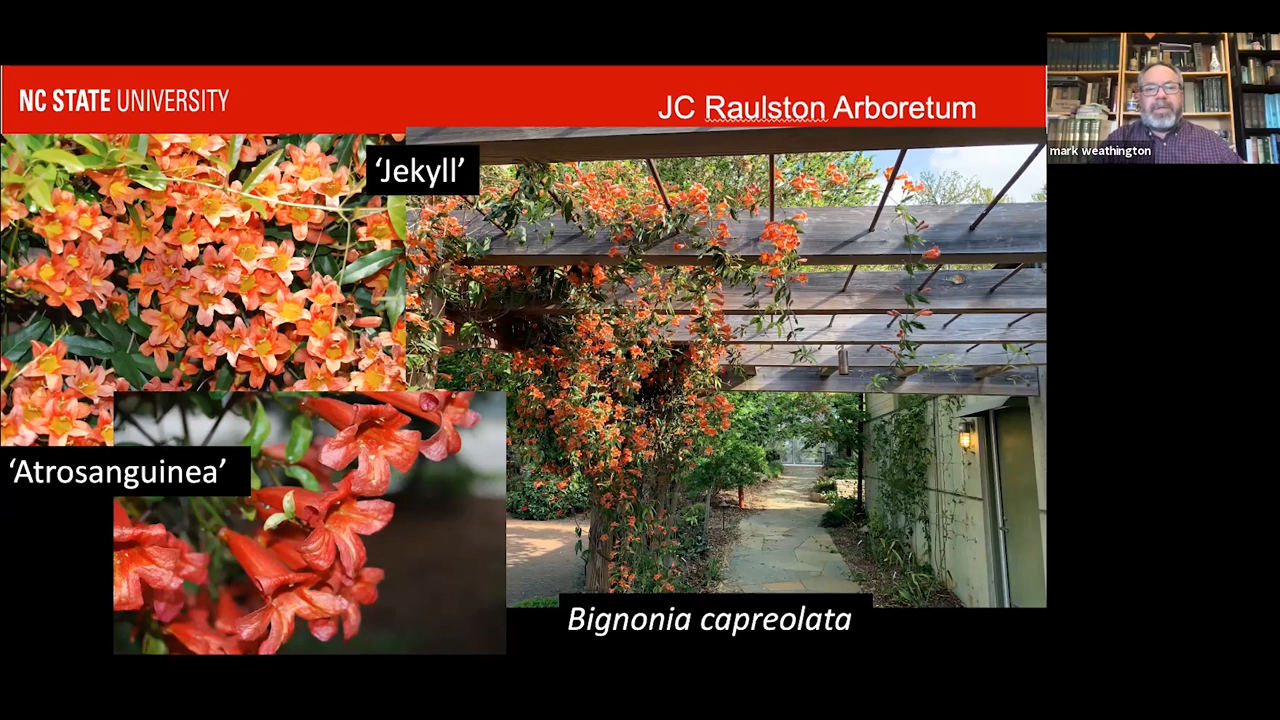 NC STATE UNIVERSITY
JC Raulston Arboretum
mark weathington
‘Jekyll’
‘Atrosanguinea’
Bignonia capreolata